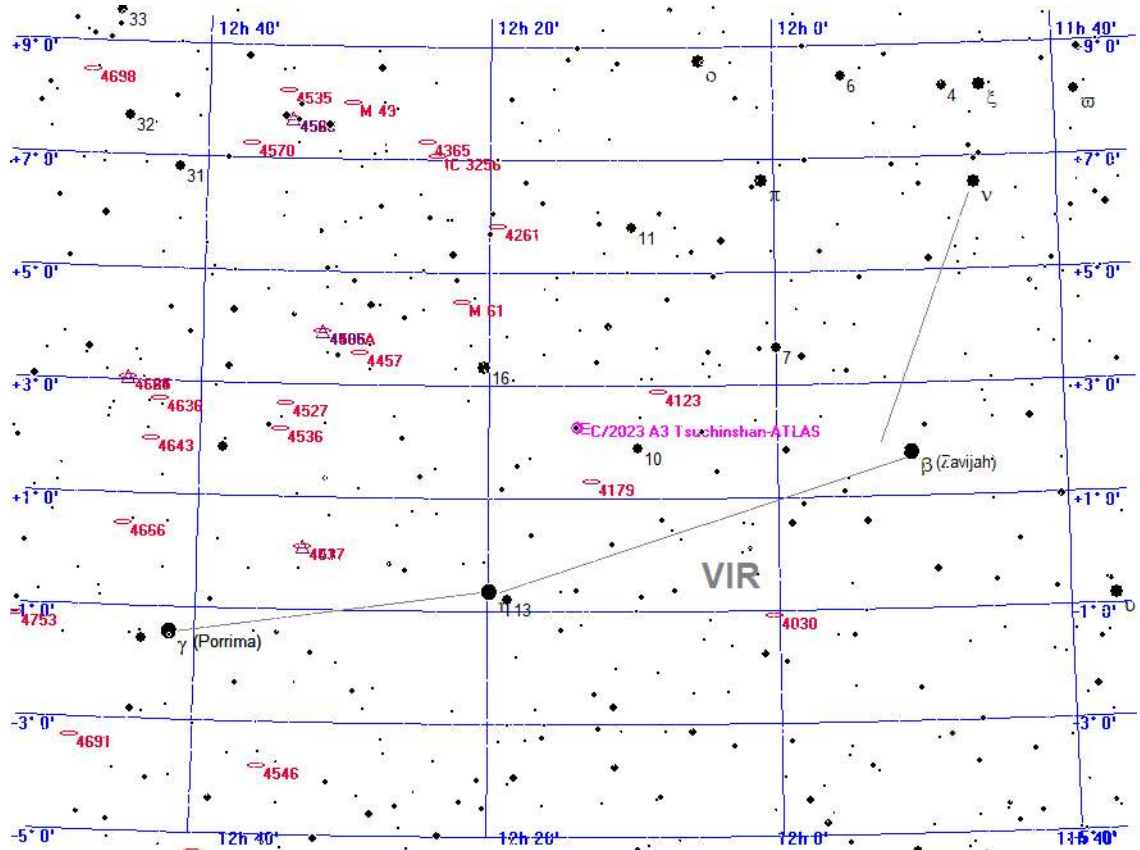 33
12h 40'
12h 20'
12h 0'
11h 40'
+9° 0'
+9° 0'
4698
ο
6
4
ξ
4535
M 49
ϖ
32
4365
4570
+7° 0'
IC 3256
+7° 0'
31
π
ν
4261
11
+5° 0'
+5° 0'
M 61
4457
7
16
+3° 0'
+3° 0'
4636
4527
4123
4536
C/2023 A3 Tsuchinshan-ATLAS
4643
10
β (Zavijah)
4179
+1° 0'
+1° 0'
4666
VIR
η
13
-1° 0'
-1° 0'
4753
4030
υ
γ (Porrima)
-3° 0'
-3° 0'
4691
4546
-5° 0'
12h 40'
12h 20'
12h 0'